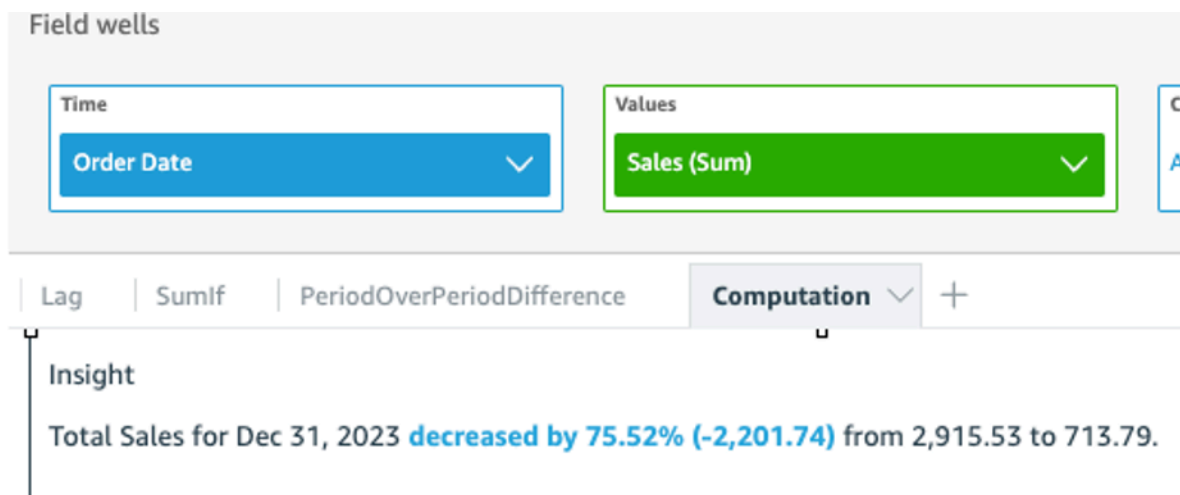 Field wells
Time
Values
Order Date
Sales (Sum)
Lag SumIf PeriodOverPeriodDifference Computation
Insight
Total Sales for Dec 31, 2023 decreased by 75.52% (-2,201.74) from 2,915.53 to 713.79.